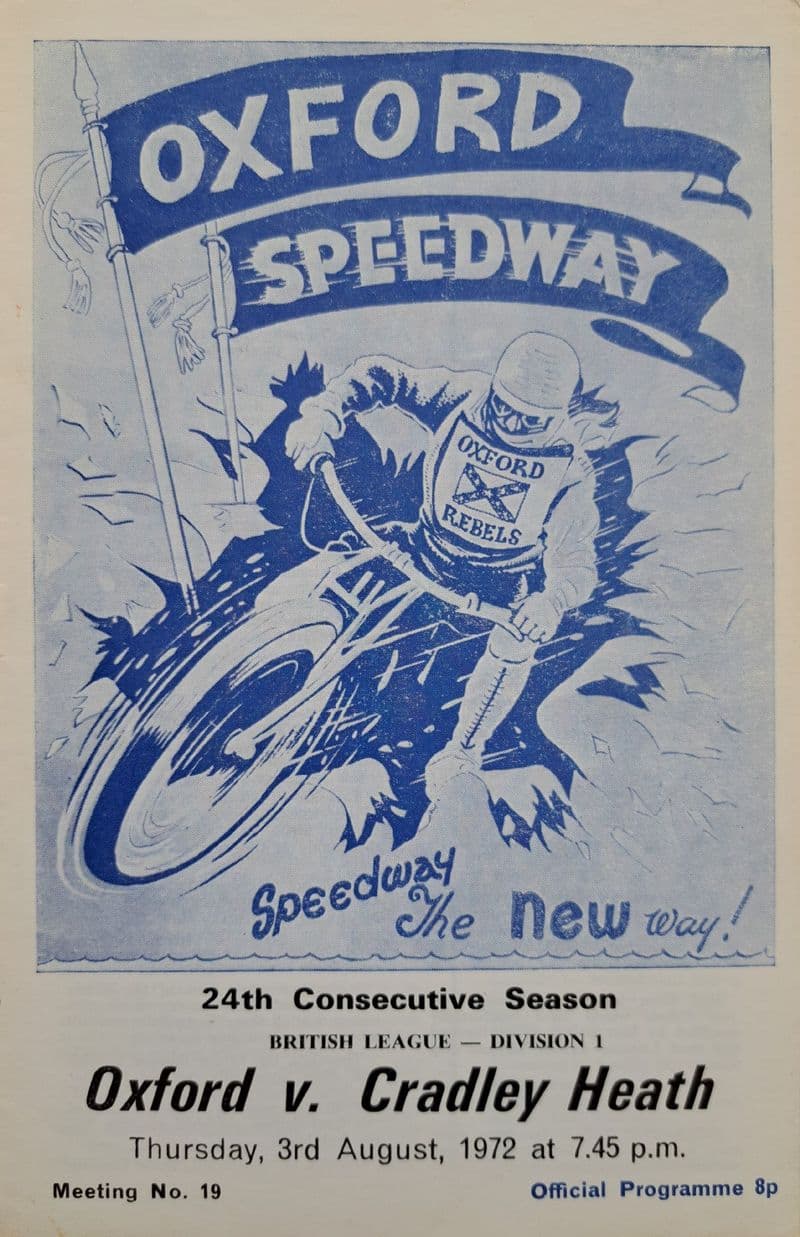 OXFORD
SPEEDWAY
OXFORD
REBELS
Speedway
The new way!
24th Consecutive Season
BRITISH LEAGUE — DIVISION 1
Oxford v. Cradley Heath
Thursday, 3rd August, 1972 at 7.45 p.m.
Meeting No. 19 Official Programme 8p